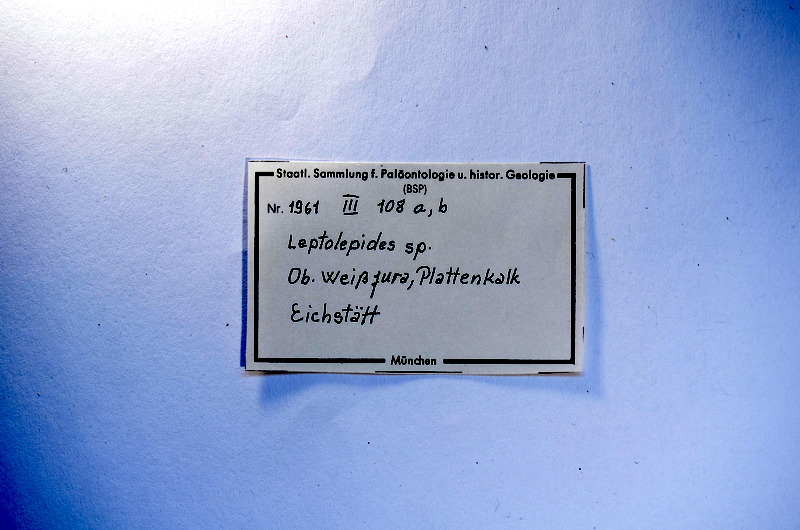 Staatl. Sammlung f. Paläontologie u. histor. Geologie
(BSP)
Nr. 1961 III 108 a, b
Leptolepides sp.
Ob. Weißjura, Plattenkalk
Eichstätt
München